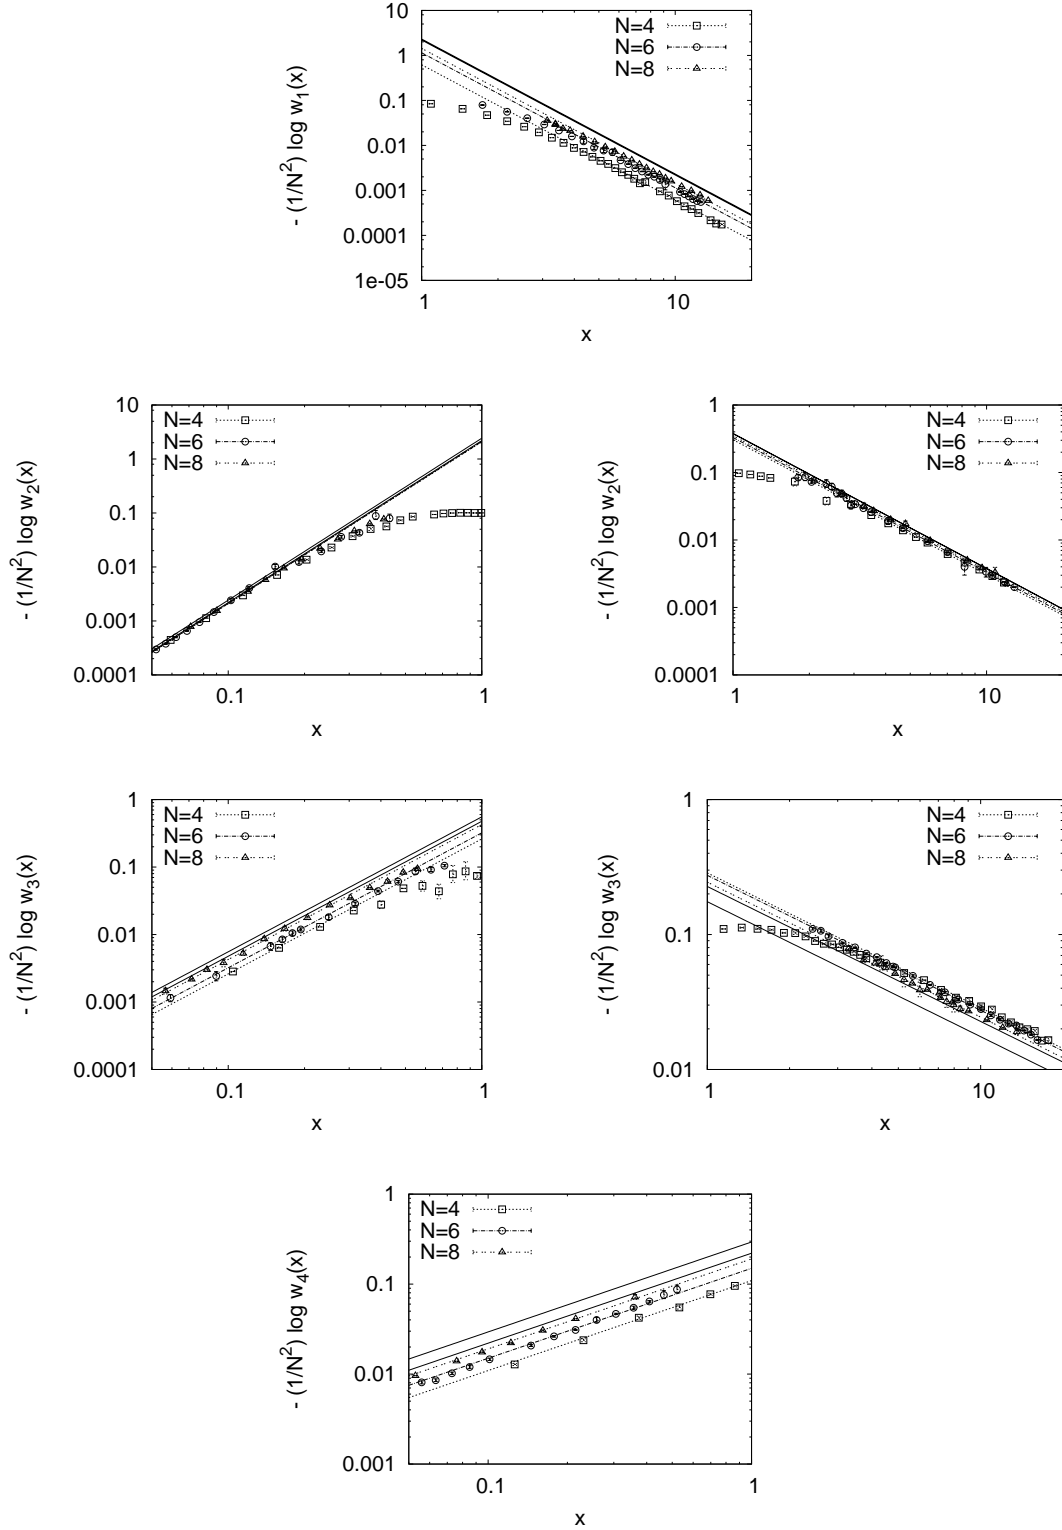 - (1/N²) log w₁(x)
10
1
0.1
0.01
0.001
0.0001
1e-05
N=4
N=6
N=8
1 10
x
- (1/N²) log w₂(x)
10
1
0.1
0.01
0.001
0.0001
N=4
N=6
N=8
0.1 1
x
- (1/N²) log w₂(x)
1
0.1
0.01
0.001
0.0001
N=4
N=6
N=8
1 10
x
- (1/N²) log w₃(x)
1
0.1
0.01
0.001
0.0001
N=4
N=6
N=8
0.1 1
x
- (1/N²) log w₃(x)
1
0.1
0.01
N=4
N=6
N=8
1 10
x
- (1/N²) log w₄(x)
1
0.1
0.01
0.001
N=4
N=6
N=8
0.1 1
x